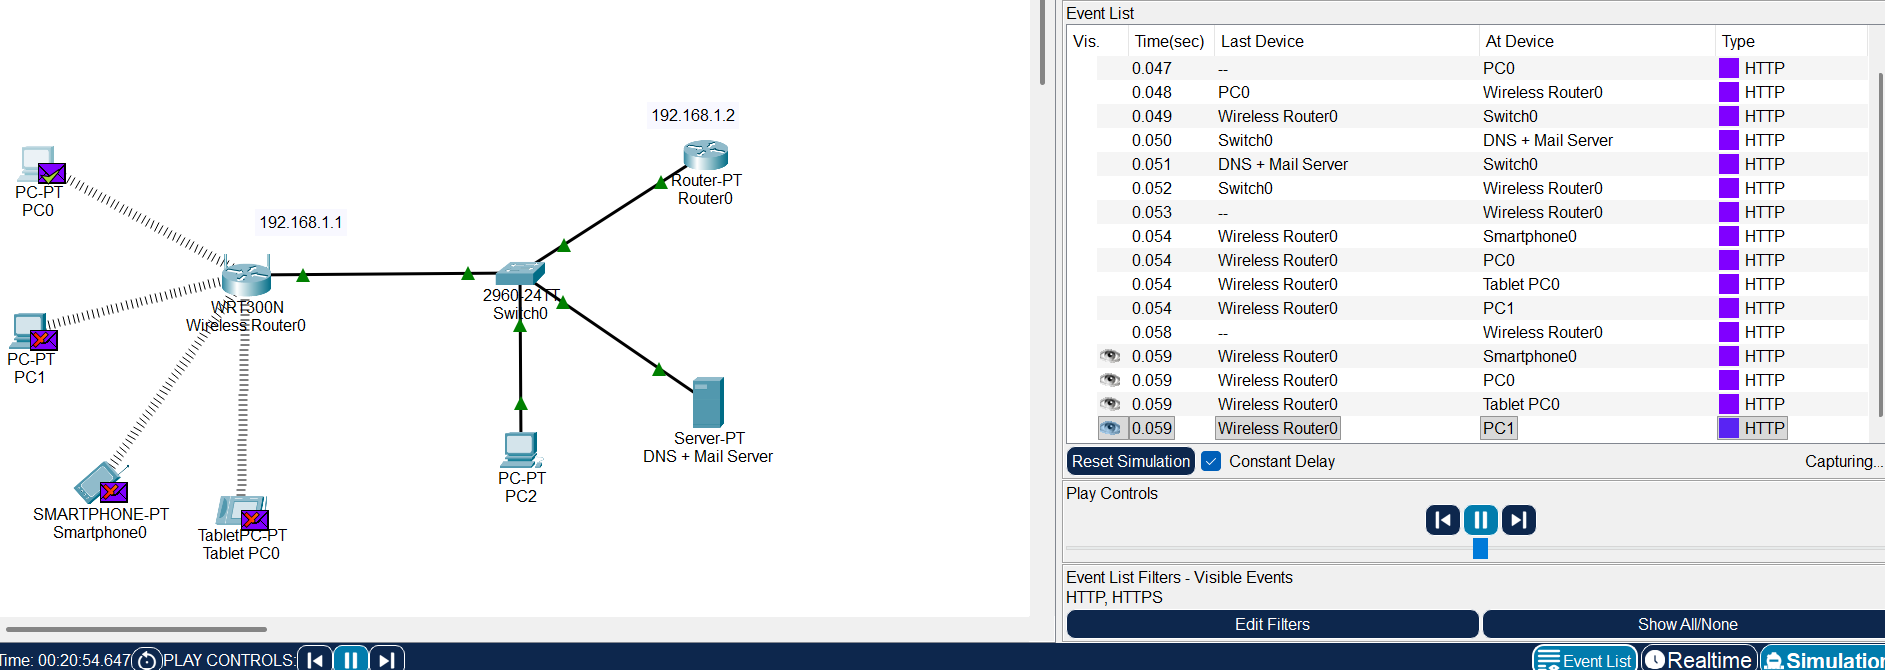 192.168.1.2
PC-PT
PC0
Router-PT
Router0
192.168.1.1
WRT300N
Wireless Router0
2960-24TT
Switch0
PC-PT
PC1
Server-PT
DNS + Mail Server
PC-PT
PC2
SMARTPHONE-PT
Smartphone0
TabletPC-PT
Tablet PC0
Time: 00:20:54.647 PLAY CONTROLS:
Event List
Vis. Time(sec) Last Device At Device Type
0.047 -- PC0 HTTP
0.048 PC0 Wireless Router0 HTTP
0.049 Wireless Router0 Switch0 HTTP
0.050 Switch0 DNS + Mail Server HTTP
0.051 DNS + Mail Server Switch0 HTTP
0.052 Switch0 Wireless Router0 HTTP
0.053 -- Wireless Router0 HTTP
0.054 Wireless Router0 Smartphone0 HTTP
0.054 Wireless Router0 PC0 HTTP
0.054 Wireless Router0 Tablet PC0 HTTP
0.054 Wireless Router0 PC1 HTTP
0.058 -- Wireless Router0 HTTP
0.059 Wireless Router0 Smartphone0 HTTP
0.059 Wireless Router0 PC0 HTTP
0.059 Wireless Router0 Tablet PC0 HTTP
0.059 Wireless Router0 PC1 HTTP
Reset Simulation Constant Delay Capturing...
Play Controls
Event List Filters - Visible Events
HTTP, HTTPS
Edit Filters Show All/None
Event List Realtime Simulation